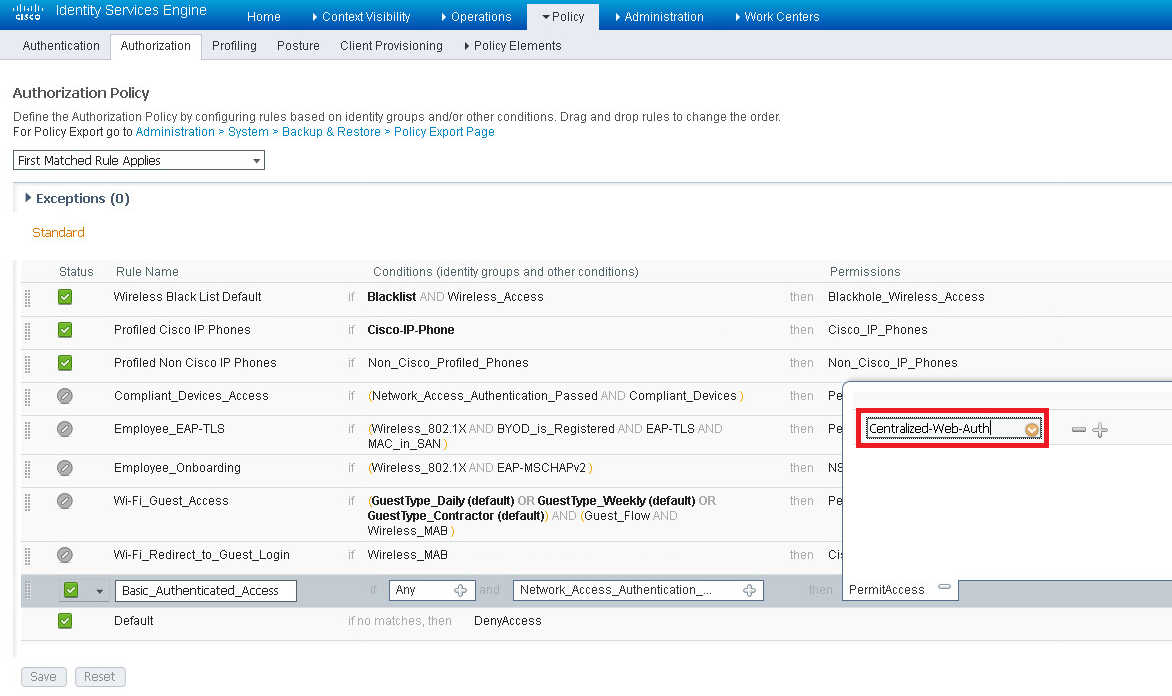 cisco Identity Services Engine Home Context Visibility Operations Policy Administration Work Centers
Authentication Authorization Profiling Posture Client Provisioning Policy Elements
Authorization Policy
Define the Authorization Policy by configuring rules based on identity groups and/or other conditions. Drag and drop rules to change the order.
For Policy Export go to Administration > System > Backup & Restore > Policy Export Page
First Matched Rule Applies
Exceptions (0)
Standard
Status Rule Name Conditions (identity groups and other conditions) Permissions
Wireless Black List Default if Blacklist AND Wireless_Access then Blackhole_Wireless_Access
Profiled Cisco IP Phones if Cisco-IP-Phone then Cisco_IP_Phones
Profiled Non Cisco IP Phones if Non_Cisco_Profiled_Phones then Non_Cisco_IP_Phones
Compliant_Devices_Access if (Network_Access_Authentication_Passed AND Compliant_Devices ) then Pe
Employee_EAP-TLS if (Wireless_802.1X AND BYOD_is_Registered AND EAP-TLS AND then Pe
MAC_in_SAN )
Centralized-Web-Auth
Employee_Onboarding if (Wireless_802.1X AND EAP-MSCHAPv2 ) then NS
Wi-Fi_Guest_Access if (GuestType_Daily (default) OR GuestType_Weekly (default) OR then Pe
GuestType_Contractor (default)) AND (Guest_Flow AND
Wireless_MAB )
Wi-Fi_Redirect_to_Guest_Login if Wireless_MAB then Cis
Basic_Authenticated_Access if Any and Network_Access_Authentication_... then PermitAccess
Default if no matches, then DenyAccess
Save Reset